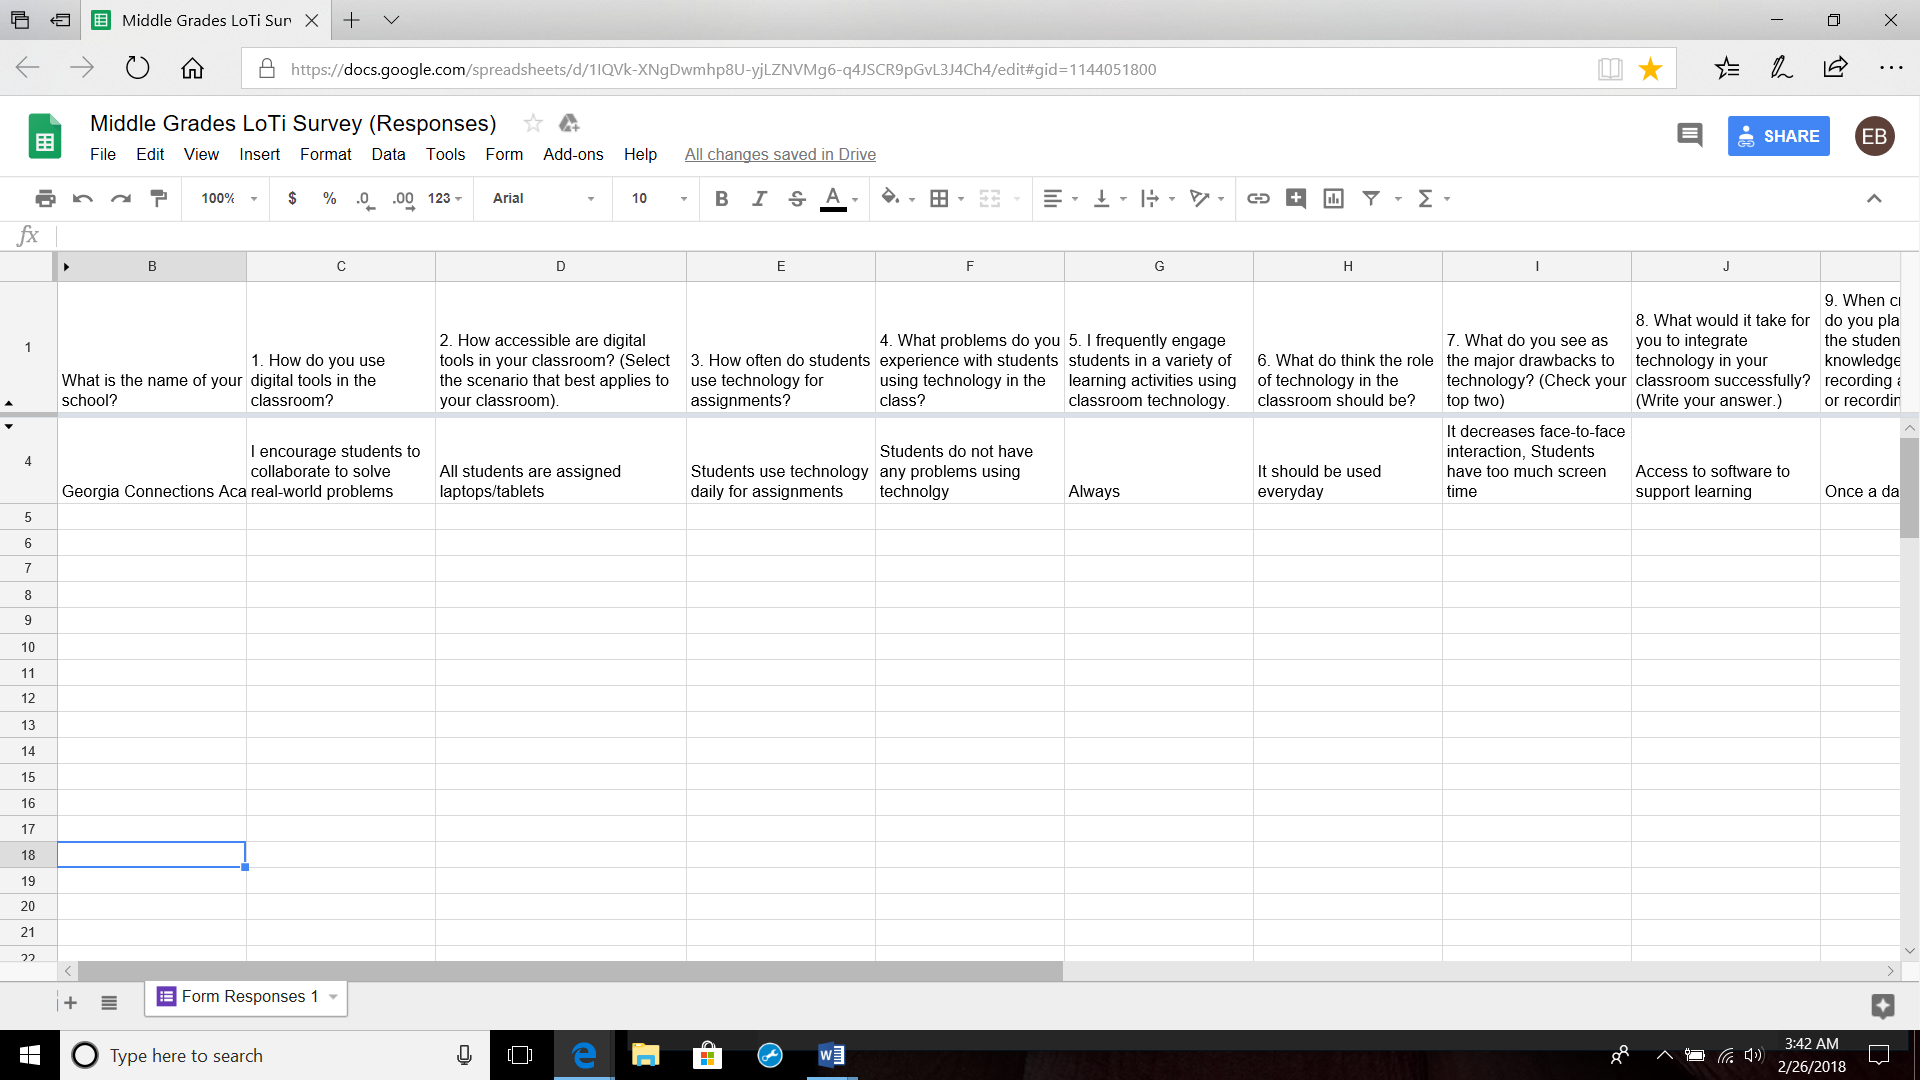 Middle Grades LoTi Sur
https://docs.google.com/spreadsheets/d/1IQVk-XNgDwmhp8U-yjLZNVMg6-q4JSCR9pGvL3J4Ch4/edit#gid=1144051800
Middle Grades LoTi Survey (Responses)
SHARE
EB
File Edit View Insert Format Data Tools Form Add-ons Help All changes saved in Drive
100% $ % .0 .00 123 Arial 10 B I S A Σ
fx
B C D E F G H I J
1
What is the name of your
school?
1. How do you use
digital tools in the
classroom?
2. How accessible are digital
tools in your classroom? (Select
the scenario that best applies to
your classroom).
3. How often do students
use technology for
assignments?
4. What problems do you
experience with students
using technology in the
class?
5. I frequently engage
students in a variety of
learning activities using
classroom technology.
6. What do think the role
of technology in the
classroom should be?
7. What do you see as
the major drawbacks to
technology? (Check your
top two)
8. What would it take for
you to integrate
technology in your
classroom successfully?
(Write your answer.)
9. When
do you
the
knowledge
recording
or
4
Georgia Connections Aca
I encourage students to
collaborate to solve
real-world problems
All students are assigned
laptops/tablets
Students use technology
daily for assignments
Students do not have
any problems using
technolgy
Always
It should be used
everyday
It decreases face-to-face
interaction, Students
have too much screen
time
Access to software to
support learning
Once a da
5
6
7
8
9
10
11
12
13
14
15
16
17
18
19
20
21
22
Form Responses 1
Type here to search
3:42 AM
2/26/2018